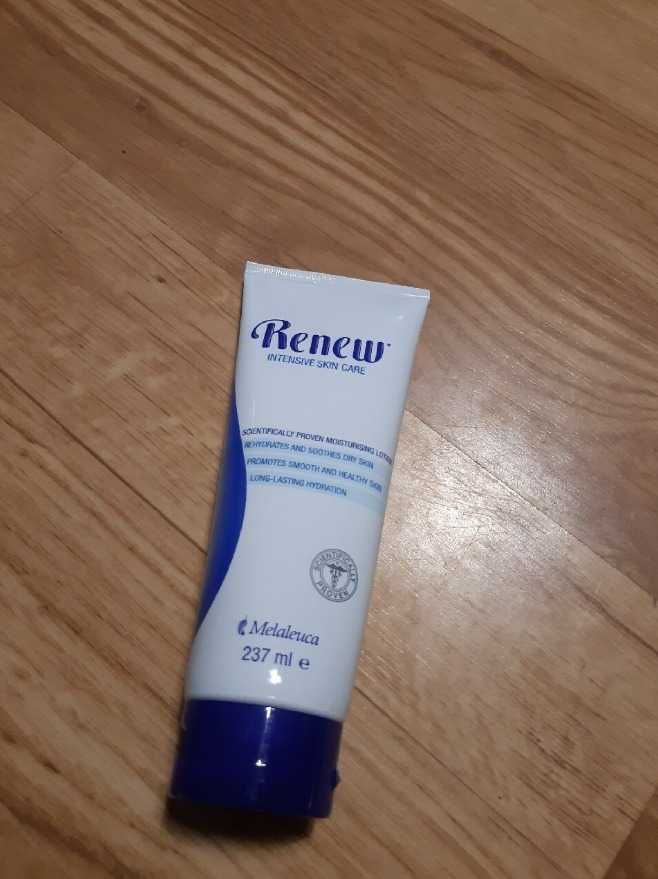 Renew™
INTENSIVE SKIN CARE
SCIENTIFICALLY PROVEN MOISTURISING LOTION
REHYDRATES AND SOOTHES DRY SKIN
PROMOTES SMOOTH AND HEALTHY SKIN
LONG-LASTING HYDRATION
SCIENTIFICALLY
PROVEN
Melaleuca
237 ml e